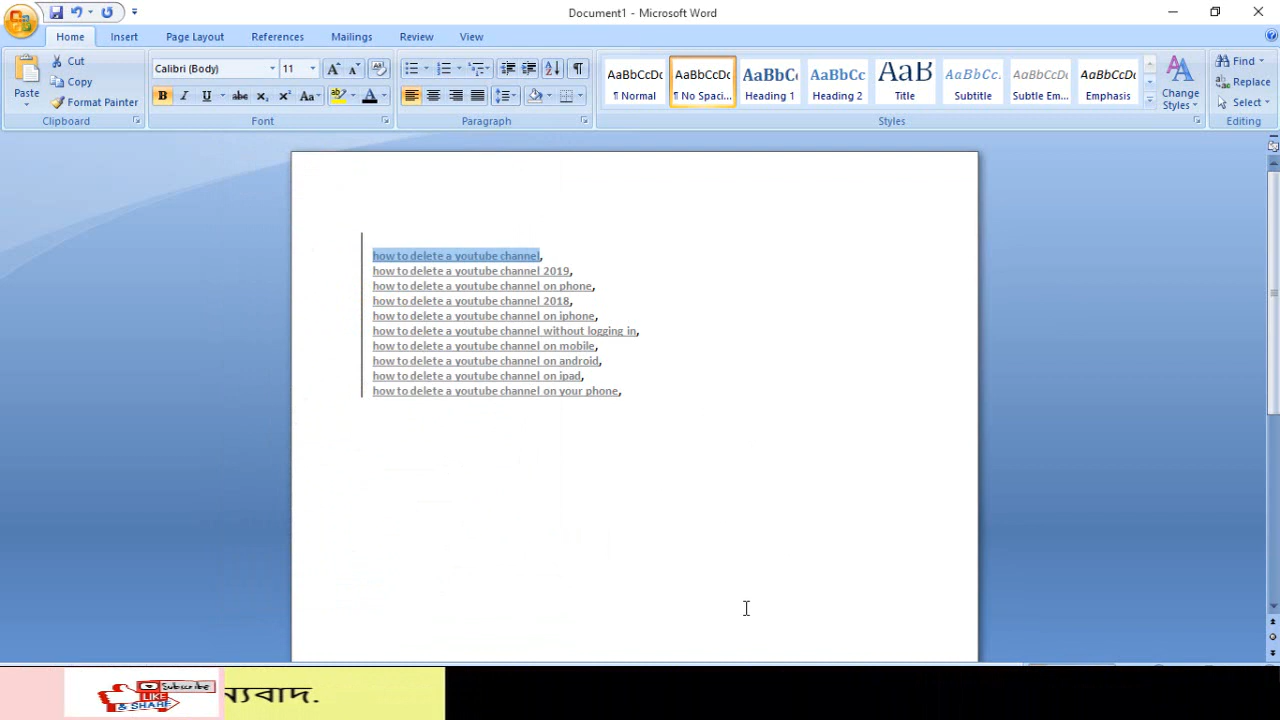 Document1 - Microsoft Word
Home Insert Page Layout References Mailings Review View
Paste
Cut
Copy
Format Painter
Clipboard
Calibri (Body) 11
Font
Paragraph
AaBbCcDc AaBbCcDc AaBbC AaBbCc AaB AaBbCc. AaBbCcDc AaBbCcDc
¶ Normal ¶ No Spaci... Heading 1 Heading 2 Title Subtitle Subtle Em... Emphasis
Change
Styles
Styles
Find
Replace
Select
Editing
how to delete a youtube channel,
how to delete a youtube channel 2019,
how to delete a youtube channel on phone,
how to delete a youtube channel 2018,
how to delete a youtube channel on iphone,
how to delete a youtube channel without logging in,
how to delete a youtube channel on mobile,
how to delete a youtube channel on android,
how to delete a youtube channel on ipad,
how to delete a youtube channel on your phone,
Subscribe
LIKE
& SHARE